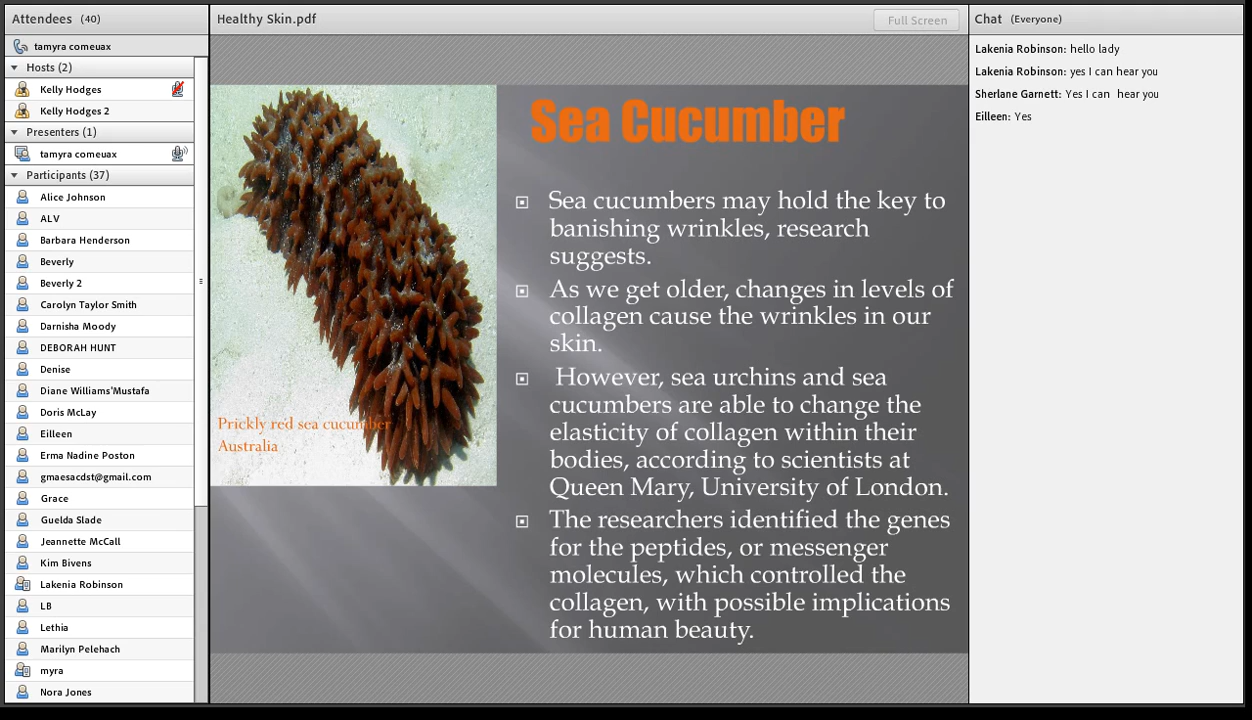 Attendees (40)
tamyra comeuax
Hosts (2)
Kelly Hodges
Kelly Hodges 2
Presenters (1)
tamyra comeuax
Participants (37)
Alice Johnson
ALV
Barbara Henderson
Beverly
Beverly 2
Carolyn Taylor Smith
Darnisha Moody
DEBORAH HUNT
Denise
Diane Williams'Mustafa
Doris McLay
Eilleen
Erma Nadine Poston
gmaesacdst@gmail.com
Grace
Guelda Slade
Jeannette McCall
Kim Bivens
Lakenia Robinson
LB
Lethia
Marilyn Pelehach
myra
Nora Jones
Healthy Skin.pdf
Full Screen
Prickly red sea cucumber
Australia
Sea Cucumber
Sea cucumbers may hold the key to
banishing wrinkles, research
suggests.
As we get older, changes in levels of
collagen cause the wrinkles in our
skin.
However, sea urchins and sea
cucumbers are able to change the
elasticity of collagen within their
bodies, according to scientists at
Queen Mary, University of London.
The researchers identified the genes
for the peptides, or messenger
molecules, which controlled the
collagen, with possible implications
for human beauty.
Chat (Everyone)
Lakenia Robinson: hello lady
Lakenia Robinson: yes I can hear you
Sherlane Garnett: Yes I can hear you
Eilleen: Yes